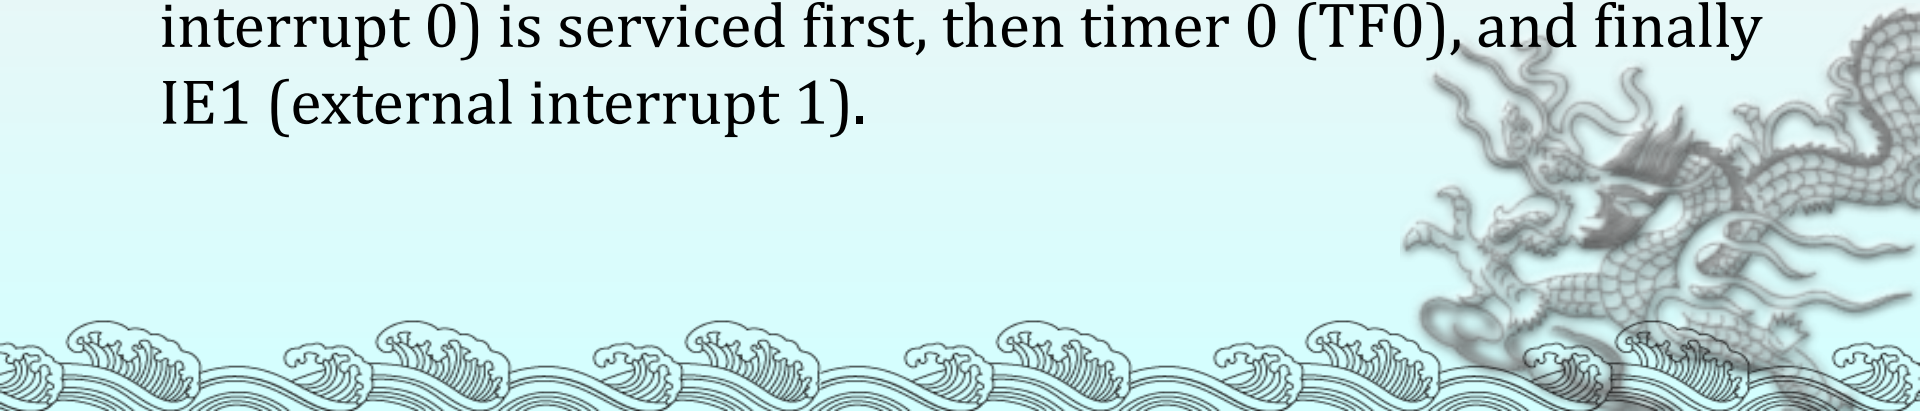 interrupt 0) is serviced first, then timer 0 (TF0), and finally
IE1 (external interrupt 1).